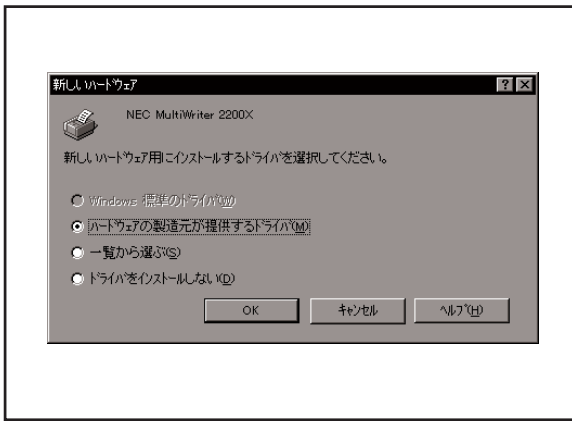 新しいハードウェア
NEC MultiWriter 2200X
新しいハードウェア用にインストールするドライバを選択してください。
Windows 標準のドライバ(W)
ハードウェアの製造元が提供するドライバ(M)
一覧から選ぶ(S)
ドライバをインストールしない(D)
OK キャンセル ヘルプ(H)